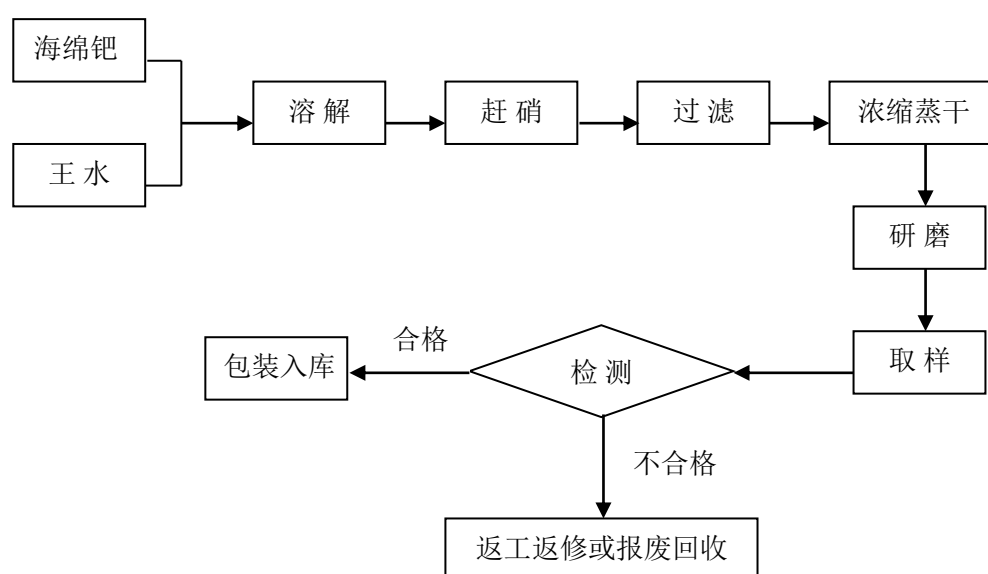 海绵钯
王 水
溶 解
赶 硝
过 滤
浓缩蒸干
研 磨
取 样
检 测
合格
包装入库
不合格
返工返修或报废回收